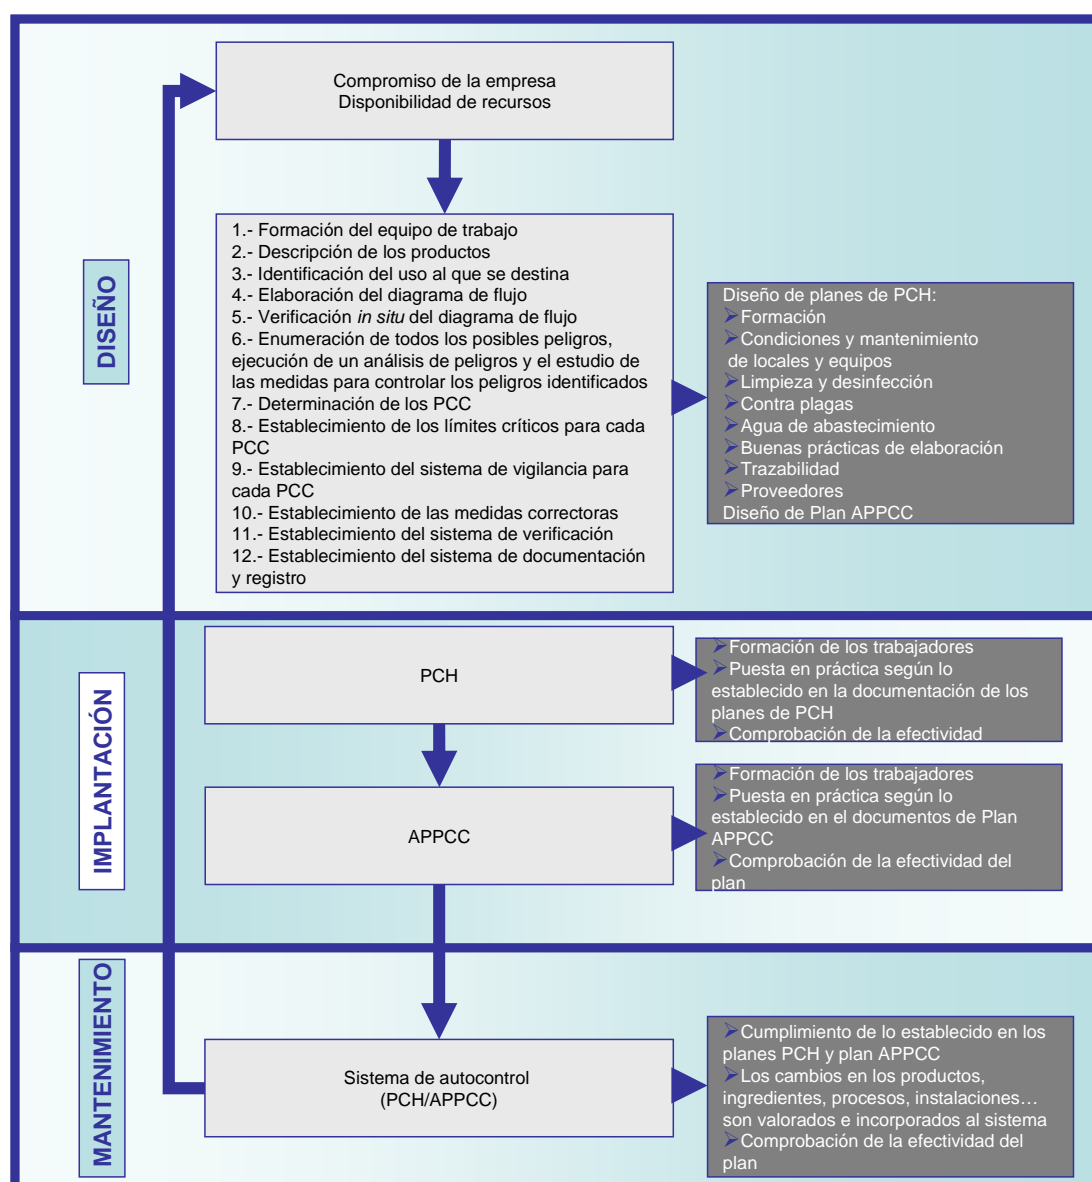 Compromiso de la empresa
Disponibilidad de recursos
DISEÑO
1.- Formación del equipo de trabajo
2.- Descripción de los productos
3.- Identificación del uso al que se destina
4.- Elaboración del diagrama de flujo
5.- Verificación in situ del diagrama de flujo
6.- Enumeración de todos los posibles peligros,
ejecución de un análisis de peligros y el estudio de
las medidas para controlar los peligros identificados
7.- Determinación de los PCC
8.- Establecimiento de los límites críticos para cada
PCC
9.- Establecimiento del sistema de vigilancia para
cada PCC
10.- Establecimiento de las medidas correctoras
11.- Establecimiento del sistema de verificación
12.- Establecimiento del sistema de documentación
y registro
Diseño de planes de PCH:
➢Formación
➢Condiciones y mantenimiento
de locales y equipos
➢Limpieza y desinfección
➢Contra plagas
➢Agua de abastecimiento
➢Buenas prácticas de elaboración
➢Trazabilidad
➢Proveedores
Diseño de Plan APPCC
IMPLANTACIÓN
PCH
➢Formación de los trabajadores
➢Puesta en práctica según lo
establecido en la documentación de los
planes de PCH
➢Comprobación de la efectividad
APPCC
➢Formación de los trabajadores
➢Puesta en práctica según lo
establecido en el documentos de Plan
APPCC
➢Comprobación de la efectividad del
plan
MANTENIMIENTO
Sistema de autocontrol
(PCH/APPCC)
➢Cumplimiento de lo establecido en los
planes PCH y plan APPCC
➢Los cambios en los productos,
ingredientes, procesos, instalaciones…
son valorados e incorporados al sistema
➢Comprobación de la efectividad del
plan